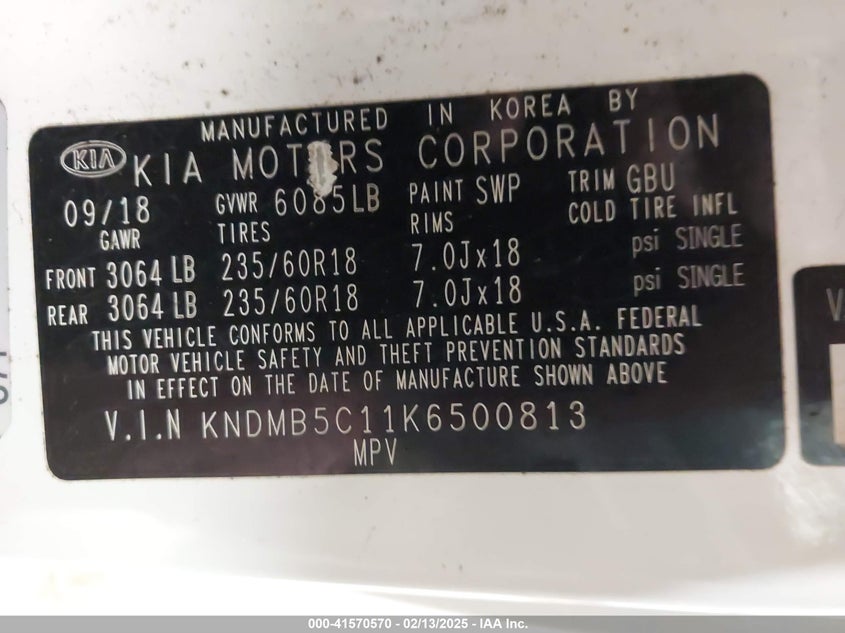 MANUFACTURED IN KOREA BY
KIA KIA MOTORS CORPORATION
09/18 GVWR 6085LB PAINT SWP TRIM GBU
GAWR TIRES RIMS COLD TIRE INFL
FRONT 3064 LB 235/60R18 7.0Jx18 psi SINGLE
REAR 3064 LB 235/60R18 7.0Jx18 psi SINGLE
THIS VEHICLE CONFORMS TO ALL APPLICABLE U.S.A. FEDERAL
MOTOR VEHICLE SAFETY AND THEFT PREVENTION STANDARDS
IN EFFECT ON THE DATE OF MANUFACTURE SHOWN ABOVE
V.I.N KNDMB5C11K6500813
MPV
000-41570570 - 02/13/2025 - IAA Inc.